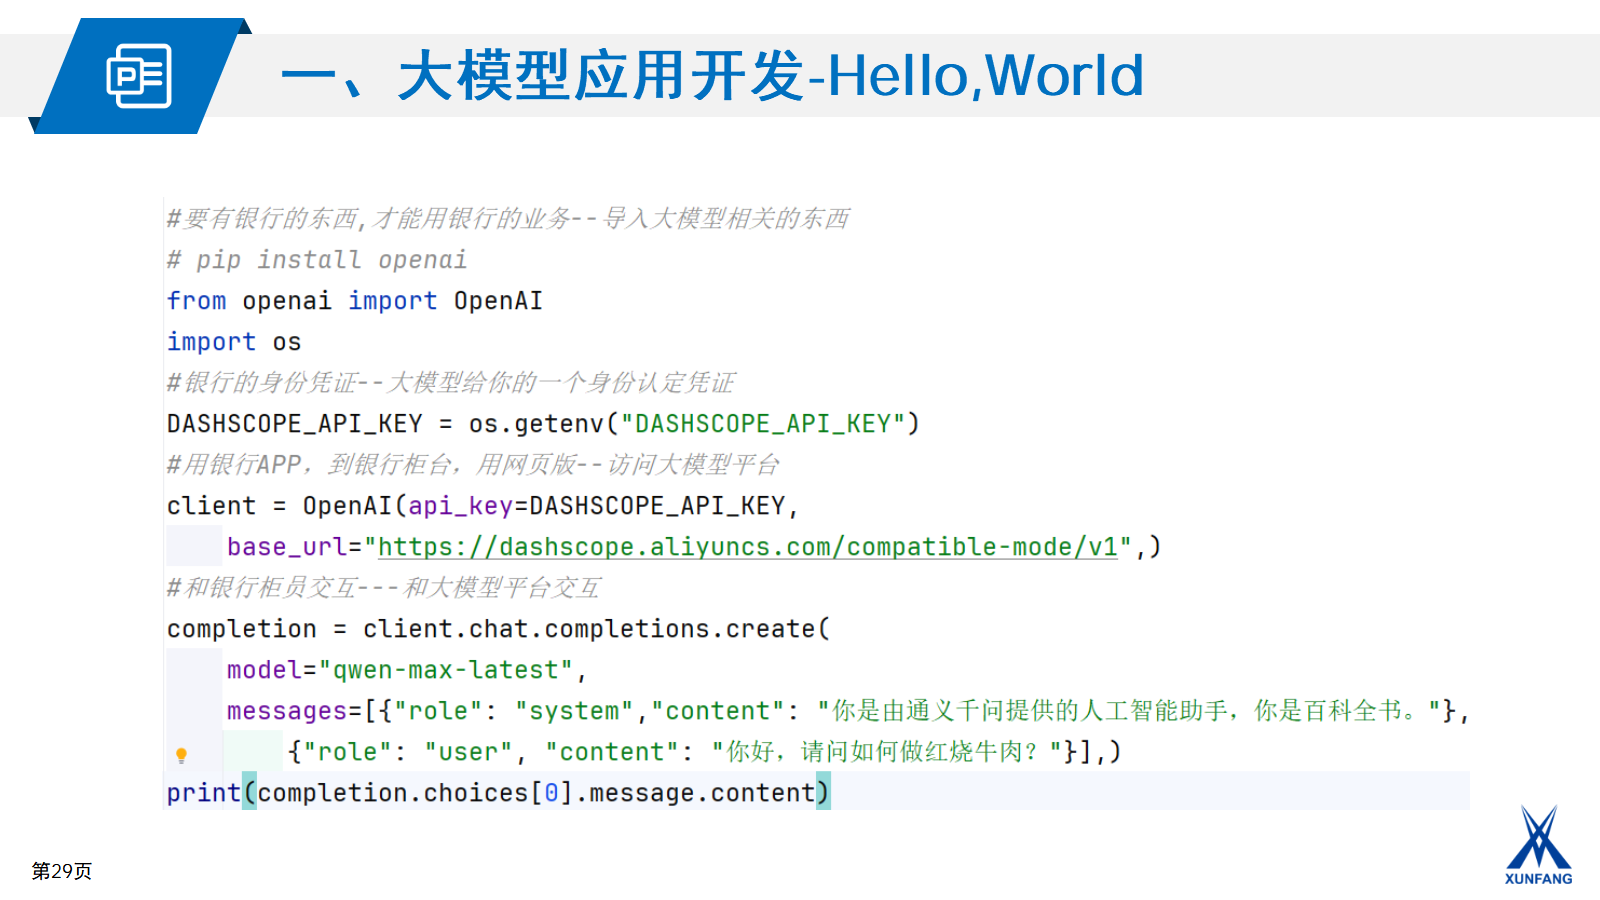 一、大模型应用开发-Hello,World
#要有银行的东西,才能用银行的业务--导入大模型相关的东西
# pip install openai
from openai import OpenAI
import os
#银行的身份凭证--大模型给你的一个身份认定凭证
DASHSCOPE_API_KEY = os.getenv("DASHSCOPE_API_KEY")
#用银行APP，到银行柜台，用网页版--访问大模型平台
client = OpenAI(api_key=DASHSCOPE_API_KEY,
base_url="https://dashscope.aliyuncs.com/compatible-mode/v1",)
#和银行柜员交互---和大模型平台交互
completion = client.chat.completions.create(
model="qwen-max-latest",
messages=[{"role": "system","content": "你是由通义千问提供的人工智能助手，你是百科全书。"},
{"role": "user", "content": "你好，请问如何做红烧牛肉？"}],)
print(completion.choices[0].message.content)
第29页
XUNFANG